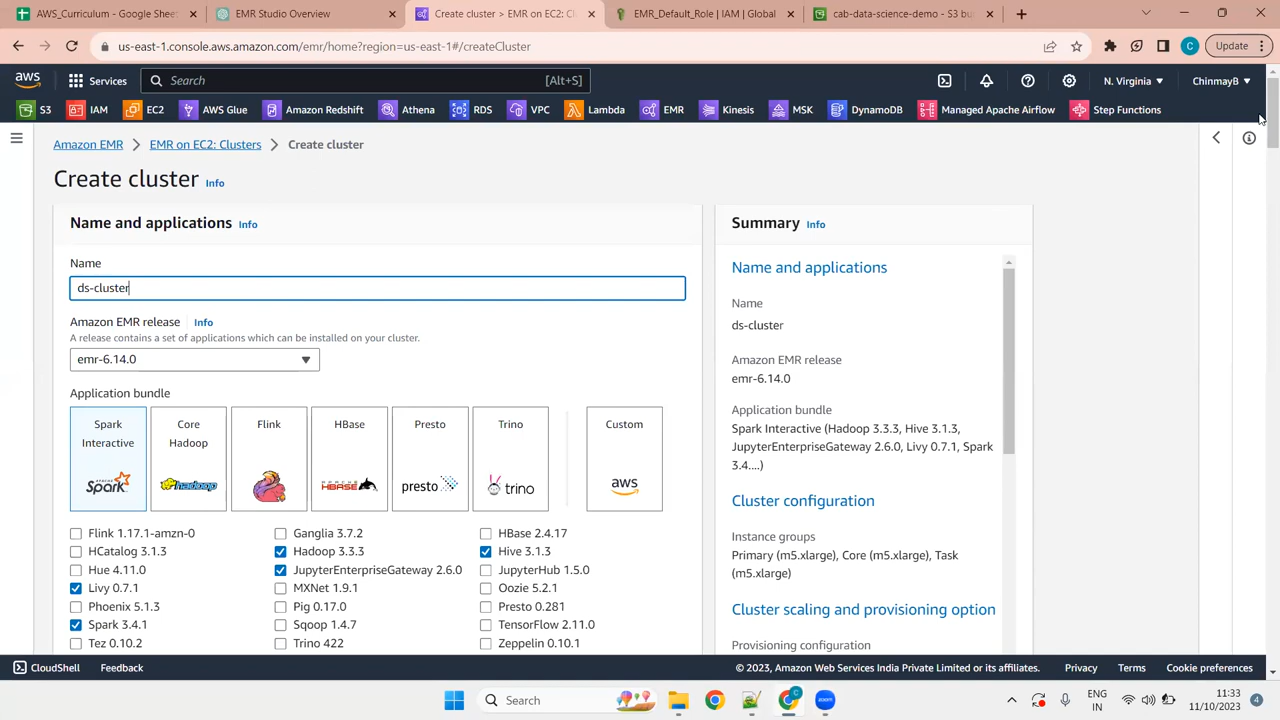 AWS_Curriculum - Google Sheet
EMR Studio Overview
Create cluster > EMR on EC2: Cl
EMR_Default_Role | IAM | Global
cab-data-science-demo - S3 buc
us-east-1.console.aws.amazon.com/emr/home?region=us-east-1#/createCluster
C
Update
aws
Services
Search
[Alt+S]
N. Virginia
ChinmayB
S3
IAM
EC2
AWS Glue
Amazon Redshift
Athena
RDS
VPC
Lambda
EMR
Kinesis
MSK
DynamoDB
Managed Apache Airflow
Step Functions
Amazon EMR
EMR on EC2: Clusters
Create cluster
Create cluster Info
Name and applications Info
Name
ds-cluster
Amazon EMR release Info
A release contains a set of applications which can be installed on your cluster.
emr-6.14.0
Application bundle
Spark
Interactive
Spark
Core
Hadoop
hadoop
Flink
HBase
HBASE
Presto
presto
Trino
trino
Custom
aws
Flink 1.17.1-amzn-0
Ganglia 3.7.2
HBase 2.4.17
HCatalog 3.1.3
Hadoop 3.3.3
Hive 3.1.3
Hue 4.11.0
JupyterEnterpriseGateway 2.6.0
JupyterHub 1.5.0
Livy 0.7.1
MXNet 1.9.1
Oozie 5.2.1
Phoenix 5.1.3
Pig 0.17.0
Presto 0.281
Spark 3.4.1
Sqoop 1.4.7
TensorFlow 2.11.0
Tez 0.10.2
Trino 422
Zeppelin 0.10.1
Summary Info
Name and applications
Name
ds-cluster
Amazon EMR release
emr-6.14.0
Application bundle
Spark Interactive (Hadoop 3.3.3, Hive 3.1.3,
JupyterEnterpriseGateway 2.6.0, Livy 0.7.1, Spark
3.4....)
Cluster configuration
Instance groups
Primary (m5.xlarge), Core (m5.xlarge), Task
(m5.xlarge)
Cluster scaling and provisioning option
Provisioning configuration
CloudShell
Feedback
© 2023, Amazon Web Services India Private Limited or its affiliates.
Privacy
Terms
Cookie preferences
Search
ENG
IN
11:33
11/10/2023
4